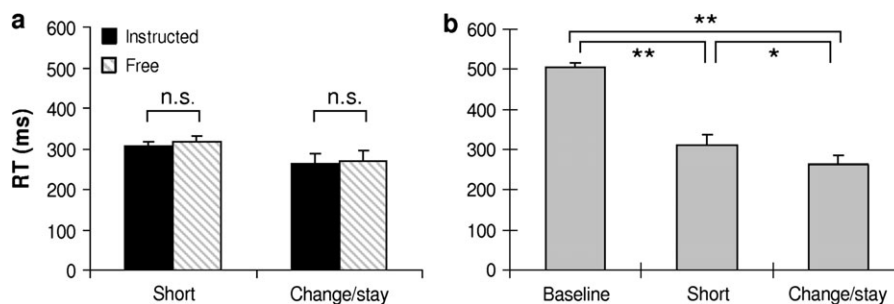 a
600
500
400
300
200
100
0
RT (ms)
Instructed
Free
n.s.
n.s.
Short
Change/stay
b
600
500
400
300
200
100
0
**
**
*
Baseline
Short
Change/stay